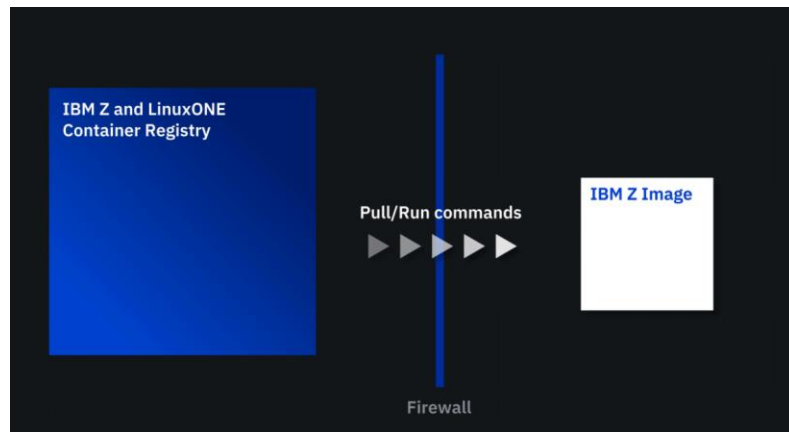 IBM Z and LinuxONE
Container Registry
Pull/Run commands
IBM Z Image
Firewall